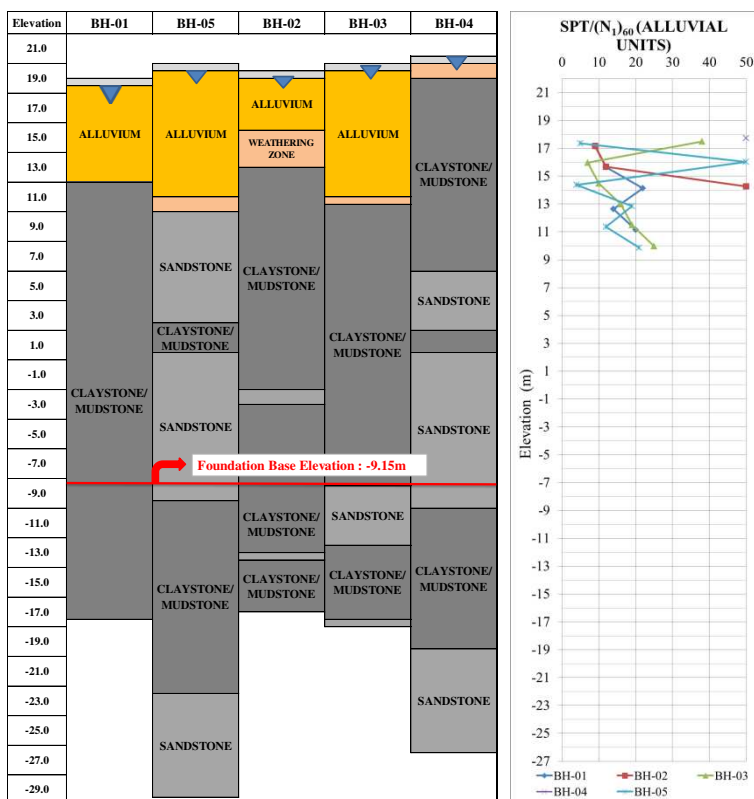 Elevation BH-01 BH-05 BH-02 BH-03 BH-04
21.0
19.0
17.0
15.0
13.0
11.0
9.0
7.0
5.0
3.0
1.0
-1.0
-3.0
-5.0
-7.0
-9.0
-11.0
-13.0
-15.0
-17.0
-19.0
-21.0
-23.0
-25.0
-27.0
-29.0
ALLUVIUM
CLAYSTONE/
MUDSTONE
ALLUVIUM
SANDSTONE
CLAYSTONE/
MUDSTONE
SANDSTONE
CLAYSTONE/
MUDSTONE
SANDSTONE
ALLUVIUM
WEATHERING
ZONE
CLAYSTONE/
MUDSTONE
CLAYSTONE/
MUDSTONE
CLAYSTONE/
MUDSTONE
ALLUVIUM
CLAYSTONE/
MUDSTONE
SANDSTONE
CLAYSTONE/
MUDSTONE
CLAYSTONE/
MUDSTONE
SANDSTONE
SANDSTONE
CLAYSTONE/
MUDSTONE
SANDSTONE
Foundation Base Elevation : -9.15m
SPT/(N1)60 (ALLUVIAL
UNITS)
0 10 20 30 40 50
21
19
17
15
13
11
9
7
5
3
1
-1
-3
-5
-7
-9
-11
-13
-15
-17
-19
-21
-23
-25
-27
Elevation (m)
BH-01 BH-02 BH-03
BH-04 BH-05